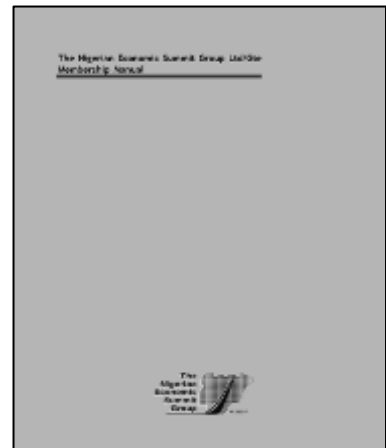 The Nigerian Economic Summit Group Ltd/Gte
Membership Manual
The
Nigerian
Economic
Summit
Group